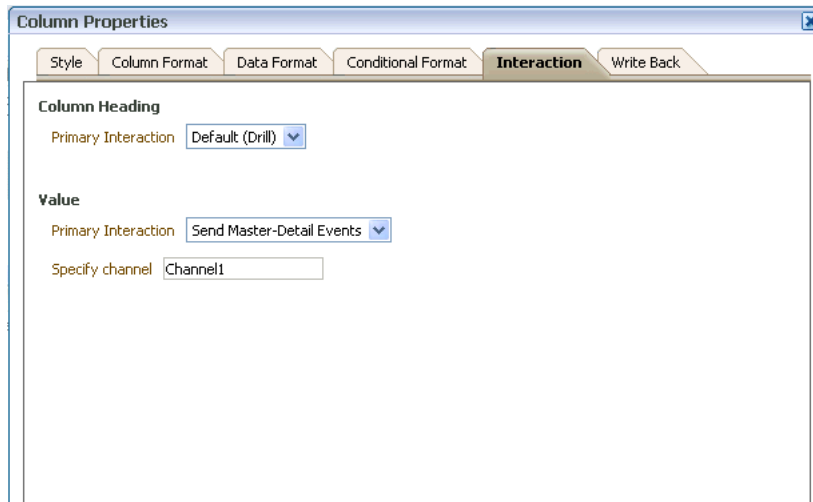 Column Properties
Style Column Format Data Format Conditional Format Interaction Write Back
Column Heading
Primary Interaction Default (Drill)
Value
Primary Interaction Send Master-Detail Events
Specify channel Channel1